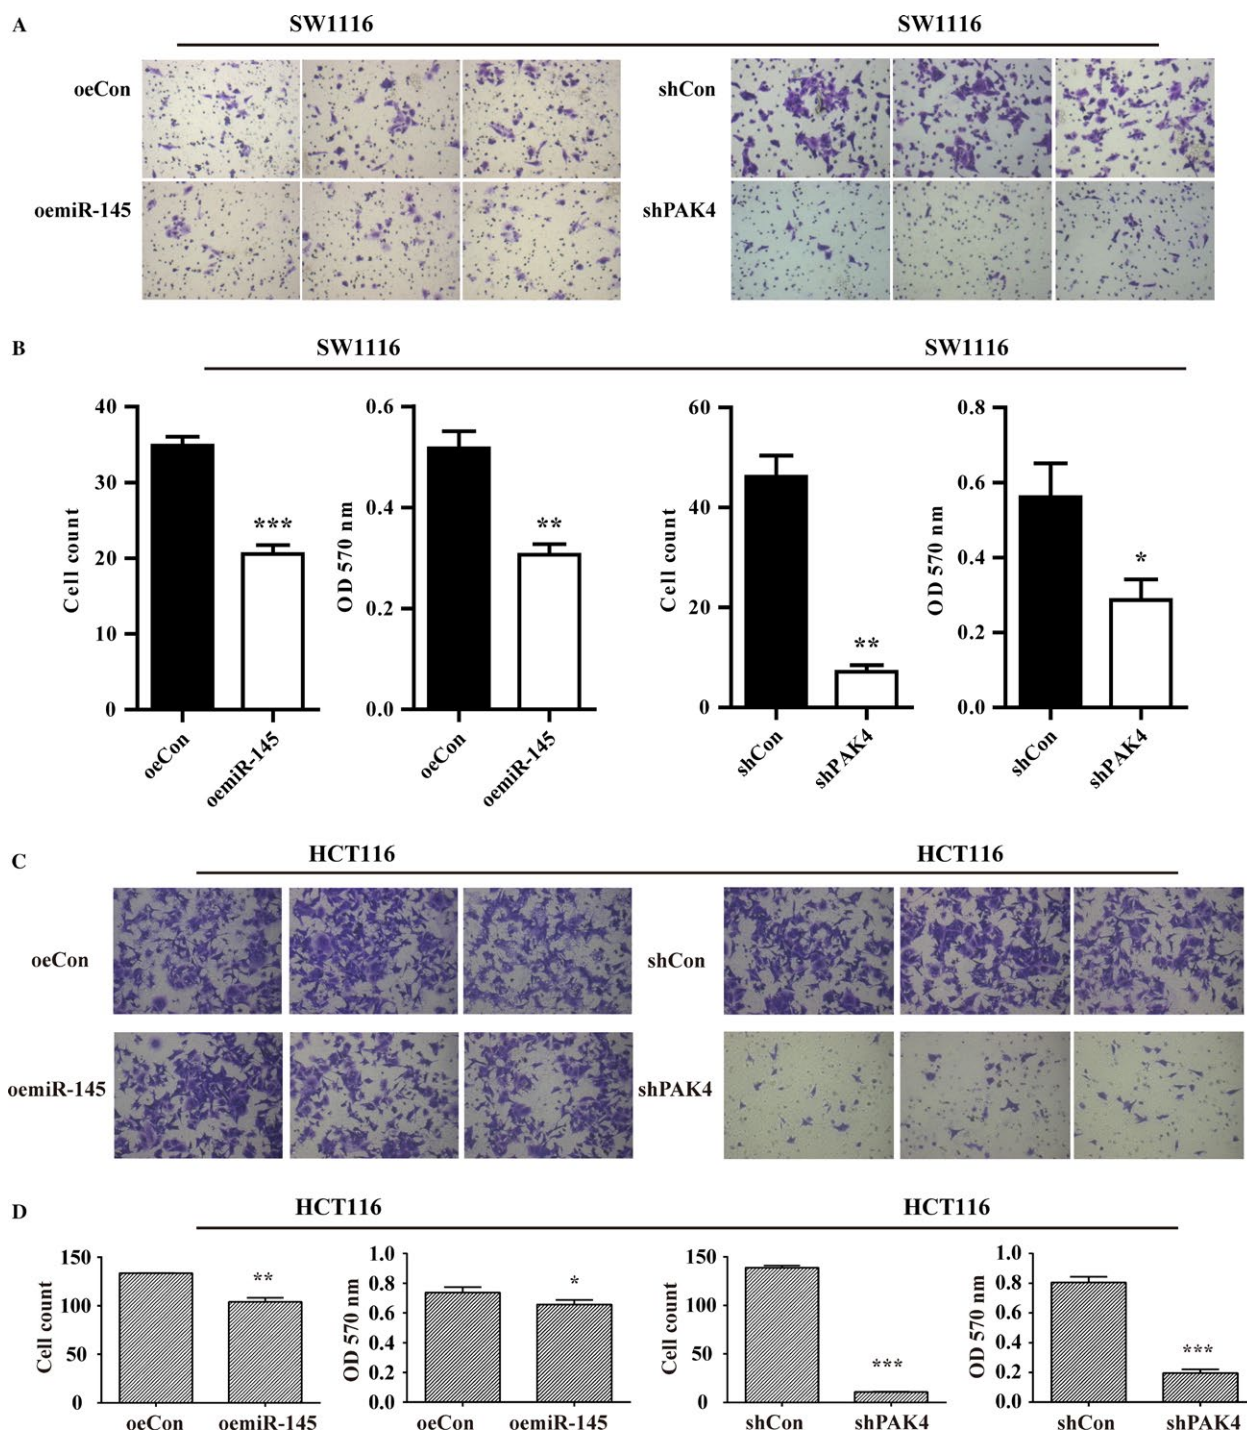 A
SW1116
SW1116
oeCon
shCon
oemiR-145
shPAK4
B
SW1116
SW1116
40
30
20
10
0
Cell count
***
oeCon
oemiR-145
0.6
0.4
0.2
0.0
OD 570 nm
**
oeCon
oemiR-145
60
40
20
0
Cell count
**
shCon
shPAK4
0.8
0.6
0.4
0.2
0.0
OD 570 nm
*
shCon
shPAK4
C
HCT116
HCT116
oeCon
shCon
oemiR-145
shPAK4
D
HCT116
HCT116
150
100
50
0
Cell count
**
oeCon
oemiR-145
1.0
0.8
0.6
0.4
0.2
0.0
OD 570 nm
*
oeCon
oemiR-145
150
100
50
0
Cell count
***
shCon
shPAK4
1.0
0.8
0.6
0.4
0.2
0.0
OD 570 nm
***
shCon
shPAK4